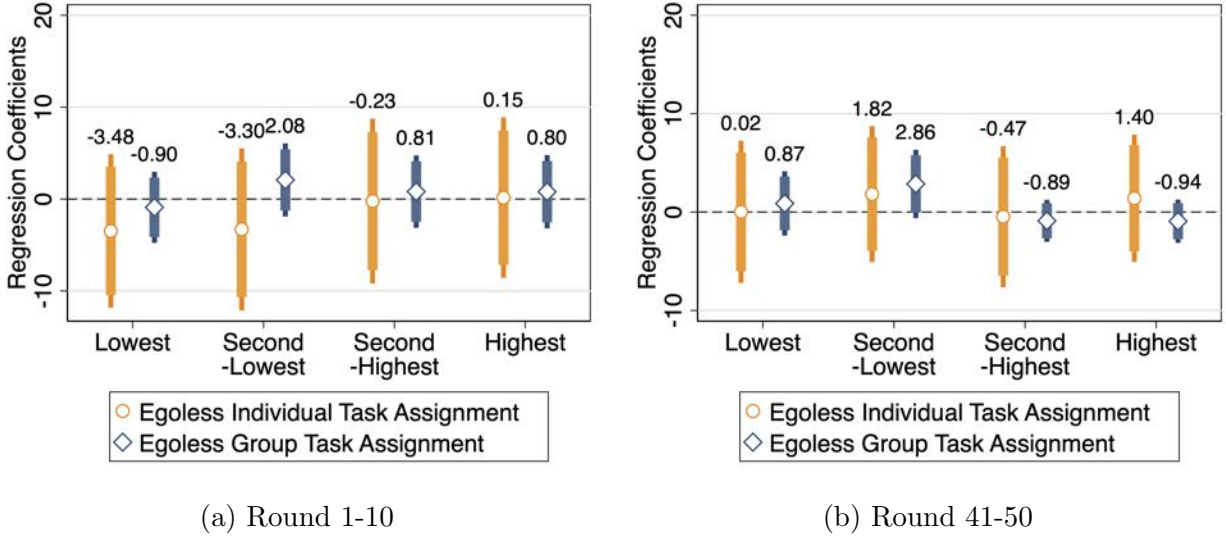 20
10
0
-10
Regression Coefficients
-3.48
-0.90
-3.30
2.08
-0.23
0.81
0.15
0.80
Lowest
Second
-Lowest
Second
-Highest
Highest
Egoless Individual Task Assignment
Egoless Group Task Assignment
(a) Round 1-10
20
10
0
-10
Regression Coefficients
0.02
0.87
1.82
2.86
-0.47
-0.89
1.40
-0.94
Lowest
Second
-Lowest
Second
-Highest
Highest
Egoless Individual Task Assignment
Egoless Group Task Assignment
(b) Round 41-50